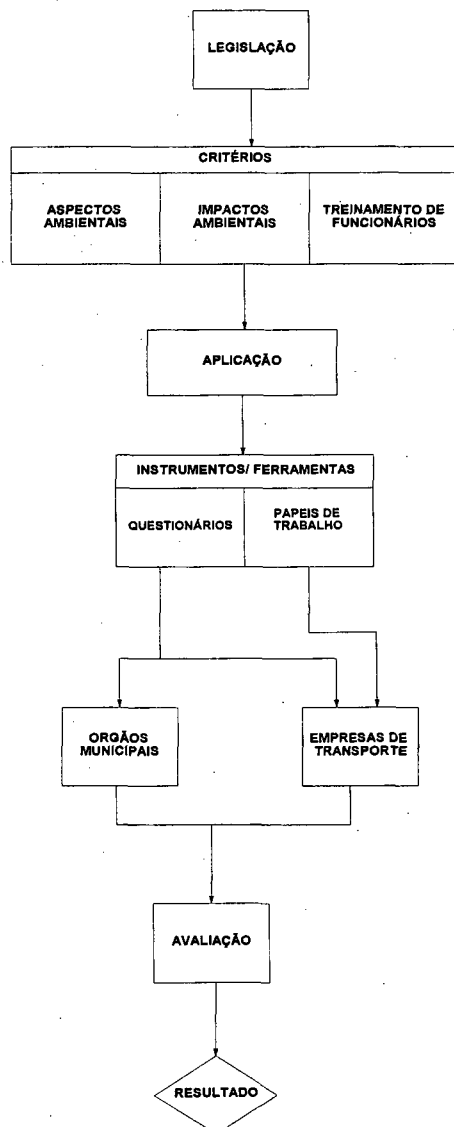 LEGISLAÇÃO
CRITÉRIOS
ASPECTOS
AMBIENTAIS
IMPACTOS
AMBIENTAIS
TREINAMENTO DE
FUNCIONÁRIOS
APLICAÇÃO
INSTRUMENTOS/ FERRAMENTAS
QUESTIONÁRIOS
PAPEIS DE
TRABALHO
ORGÃOS
MUNICIPAIS
EMPRESAS DE
TRANSPORTE
AVALIAÇÃO
RESULTADO